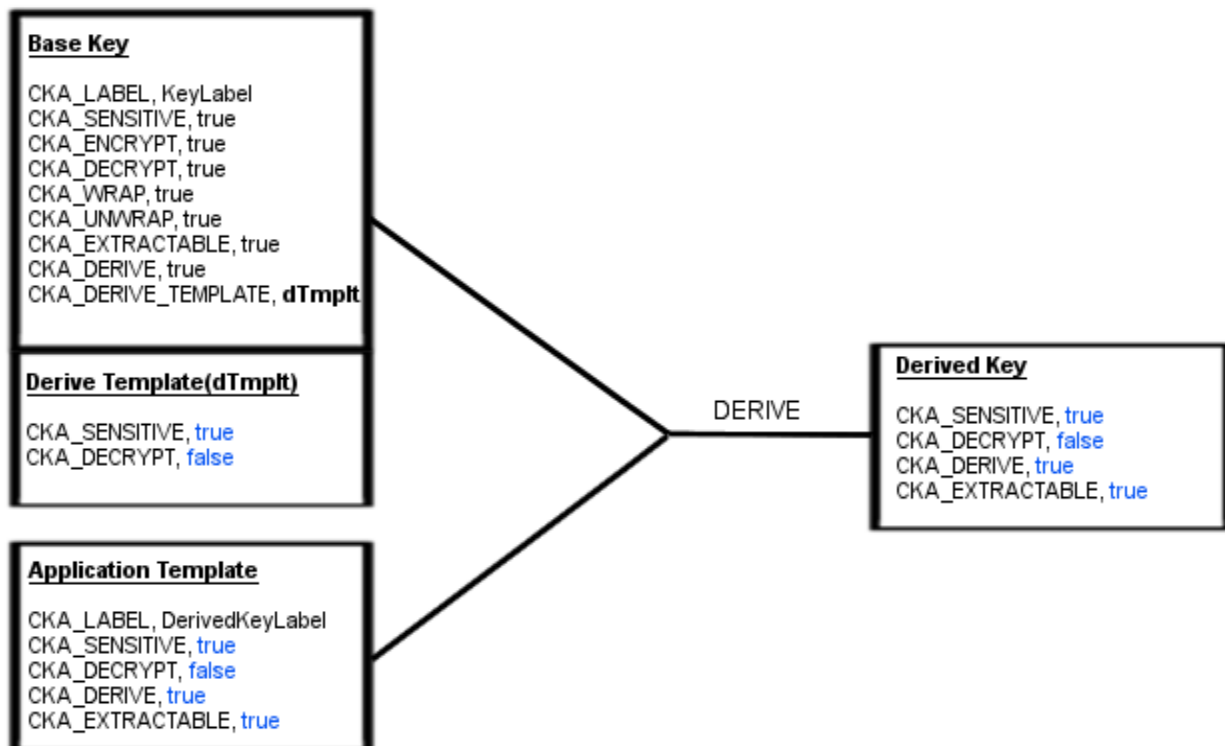 Base Key
CKA_LABEL, KeyLabel
CKA_SENSITIVE, true
CKA_ENCRYPT, true
CKA_DECRYPT, true
CKA_WRAP, true
CKA_UNWRAP, true
CKA_EXTRACTABLE, true
CKA_DERIVE, true
CKA_DERIVE_TEMPLATE, dTmplt
Derive Template(dTmplt)
CKA_SENSITIVE, true
CKA_DECRYPT, false
Application Template
CKA_LABEL, DerivedKeyLabel
CKA_SENSITIVE, true
CKA_DECRYPT, false
CKA_DERIVE, true
CKA_EXTRACTABLE, true
DERIVE
Derived Key
CKA_SENSITIVE, true
CKA_DECRYPT, false
CKA_DERIVE, true
CKA_EXTRACTABLE, true